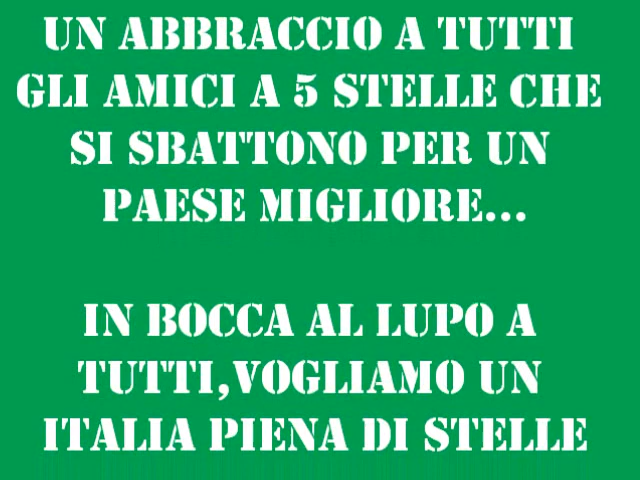 UN ABBRACCIO A TUTTI
GLI AMICI A 5 STELLE CHE
SI SBATTONO PER UN
PAESE MIGLIORE...
IN BOCCA AL LUPO A
TUTTI,VOGLIAMO UN
ITALIA PIENA DI STELLE